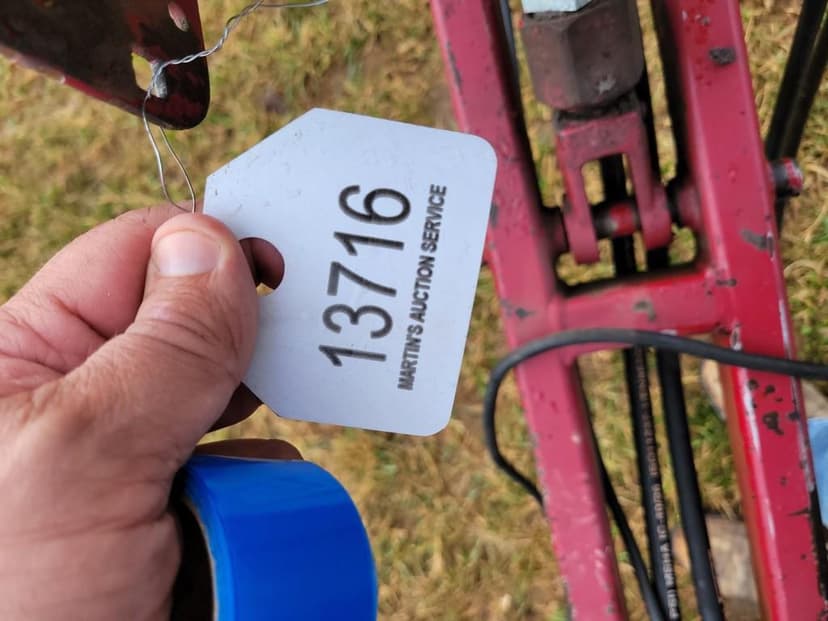 13716
MARTIN'S AUCTION SERVICE